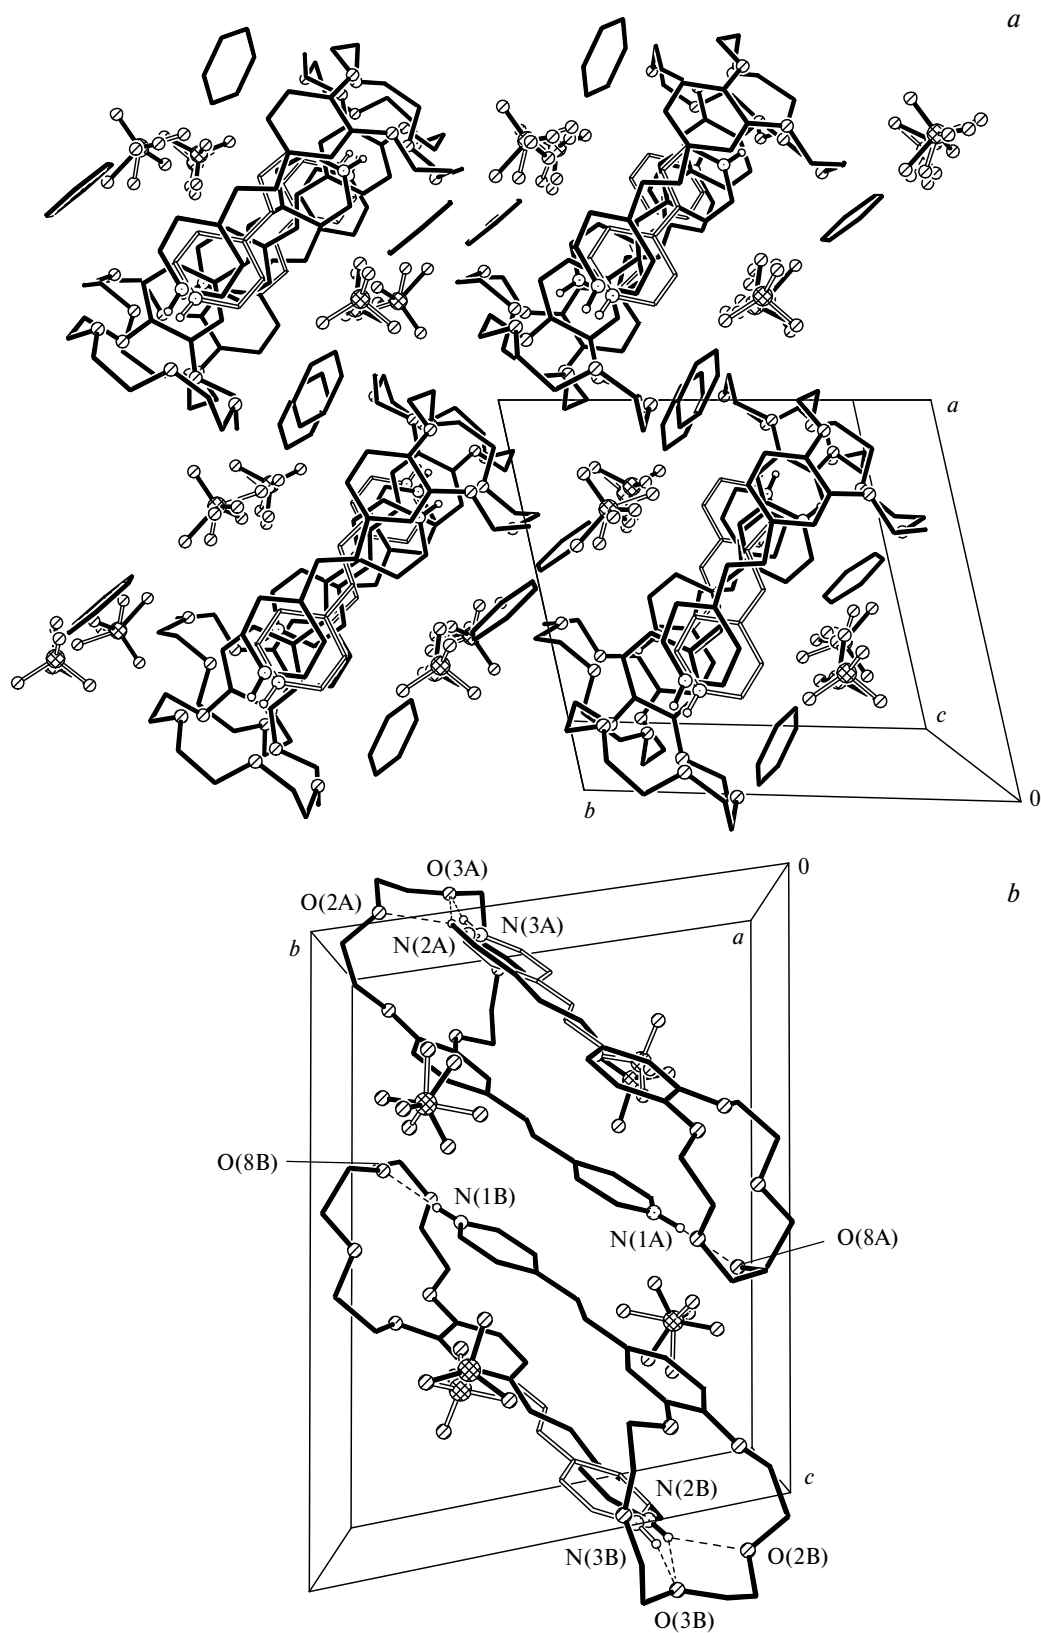 a
a
c
b
0
O(3A)
0
b
O(2A)
N(3A)
N(2A)
a
b
O(8B)
N(1B)
N(1A)
O(8A)
c
N(2B)
N(3B)
O(2B)
O(3B)